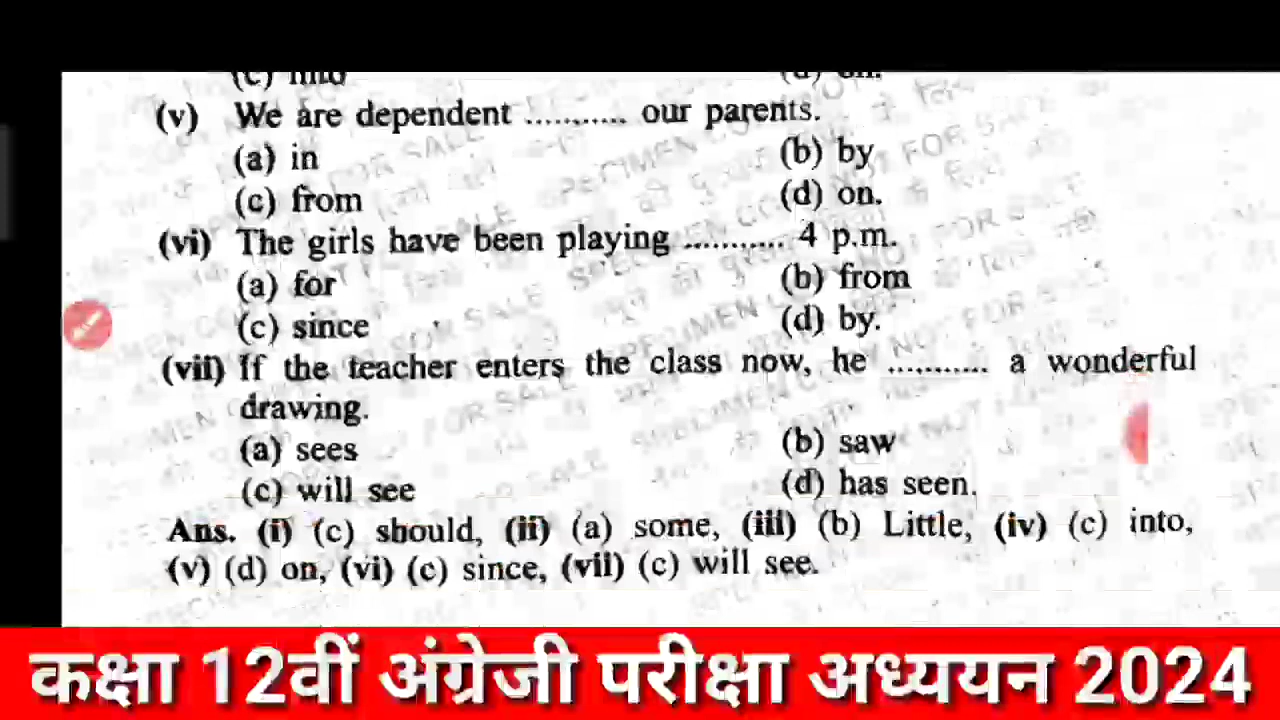 (c) into (d) on.
(v) We are dependent ........... our parents.
(a) in (b) by
(c) from (d) on.
(vi) The girls have been playing ........... 4 p.m.
(a) for (b) from
(c) since (d) by.
(vii) If the teacher enters the class now, he ........... a wonderful
drawing.
(a) sees (b) saw
(c) will see (d) has seen.
Ans. (i) (c) should, (ii) (a) some, (iii) (b) Little, (iv) (c) into,
(v) (d) on, (vi) (c) since, (vii) (c) will see.
कक्षा 12वीं अंग्रेजी परीक्षा अध्ययन 2024